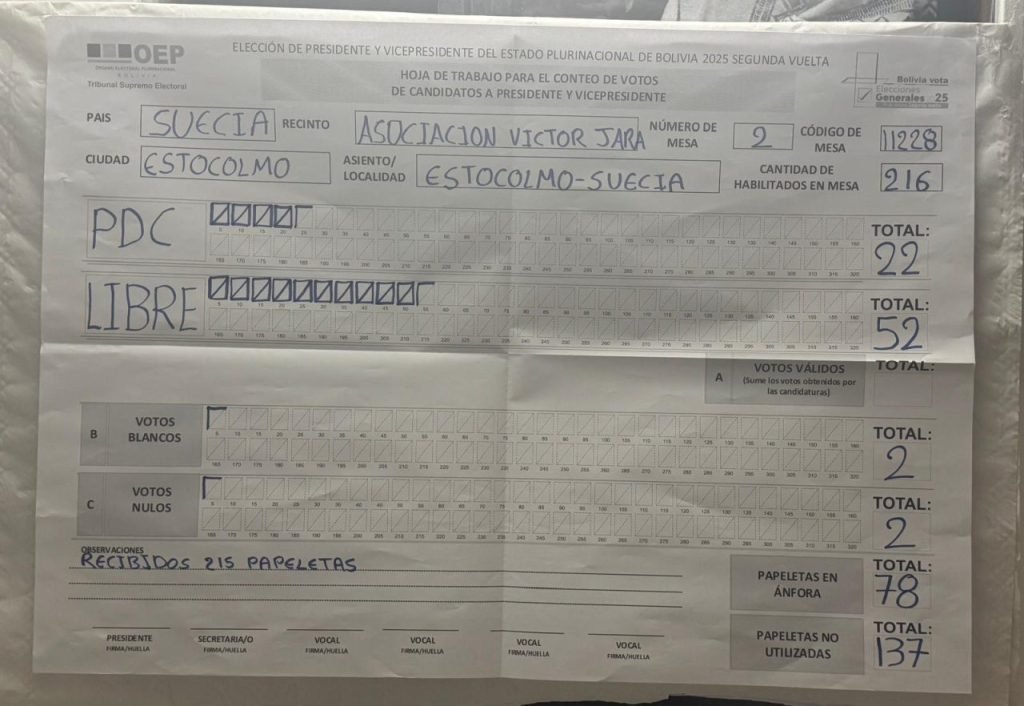 OEP
ÓRGANO ELECTORAL PLURINACIONAL
BOLIVIA
Tribunal Supremo Electoral
ELECCIÓN DE PRESIDENTE Y VICEPRESIDENTE DEL ESTADO PLURINACIONAL DE BOLIVIA 2025 SEGUNDA VUELTA
HOJA DE TRABAJO PARA EL CONTEO DE VOTOS
DE CANDIDATOS A PRESIDENTE Y VICEPRESIDENTE
Bolivia vota
Elecciones
Generales 25
PAIS SUECIA RECINTO ASOCIACION VICTOR JARA NÚMERO DE MESA 2 CÓDIGO DE MESA 11228
CIUDAD ESTOCOLMO ASIENTO/LOCALIDAD ESTOCOLMO-SUECIA CANTIDAD DE HABILITADOS EN MESA 216
PDC TOTAL: 22
LIBRE TOTAL: 52
A VOTOS VÁLIDOS TOTAL:
(Sume los votos obtenidos por
las candidaturas)
B VOTOS BLANCOS TOTAL: 2
C VOTOS NULOS TOTAL: 2
OBSERVACIONES
RECIBIDOS 215 PAPELETAS
PAPELETAS EN ÁNFORA TOTAL: 78
PAPELETAS NO UTILIZADAS TOTAL: 137
PRESIDENTE SECRETARIA/O VOCAL VOCAL VOCAL VOCAL
FIRMA/HUELLA FIRMA/HUELLA FIRMA/HUELLA FIRMA/HUELLA FIRMA/HUELLA FIRMA/HUELLA